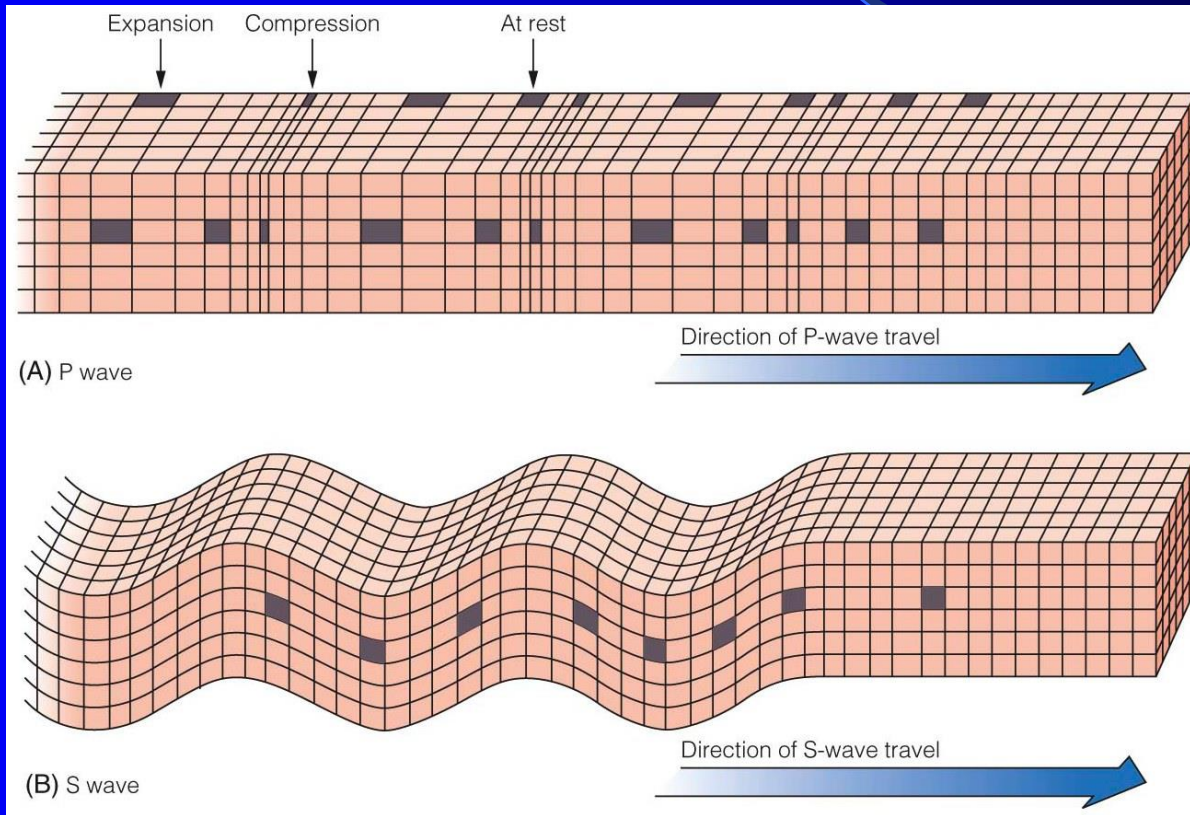 Expansion Compression At rest
Direction of P-wave travel
(A) P wave
Direction of S-wave travel
(B) S wave